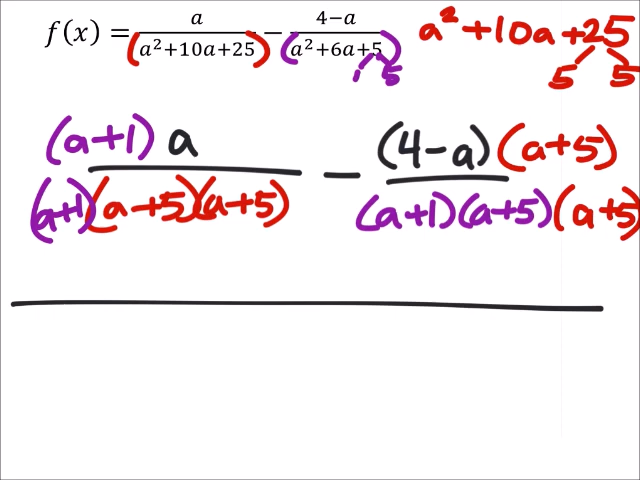 f(x) = a/(a²+10a+25) − (4−a)/(a²+6a+5)
a² + 10a + 25
1 5
5 5
(a+1) a − (4−a)(a+5)
(a+1)(a+5)(a+5) (a+1)(a+5)(a+5)